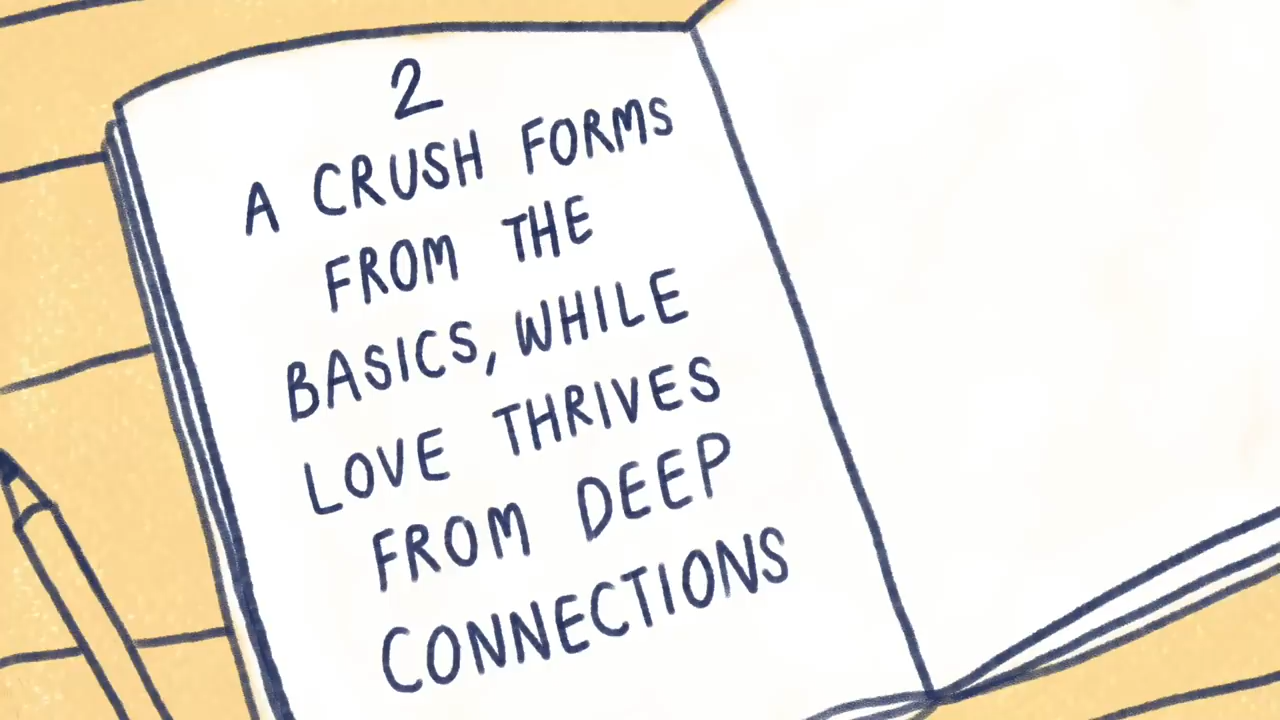 2
A CRUSH FORMS
FROM THE
BASICS, WHILE
LOVE THRIVES
FROM DEEP
CONNECTIONS